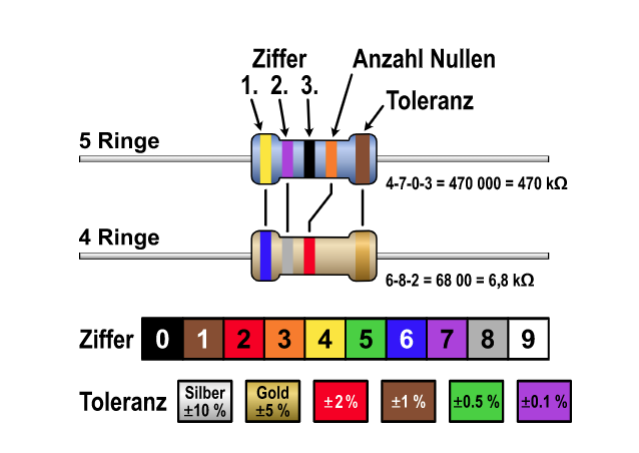 Ziffer
Anzahl Nullen
1. 2. 3.
Toleranz
5 Ringe
4-7-0-3 = 470 000 = 470 kΩ
4 Ringe
6-8-2 = 68 00 = 6,8 kΩ
Ziffer 0 1 2 3 4 5 6 7 8 9
Toleranz
Silber
±10 %
Gold
±5 %
±2 %
±1 %
±0.5 %
±0.1 %